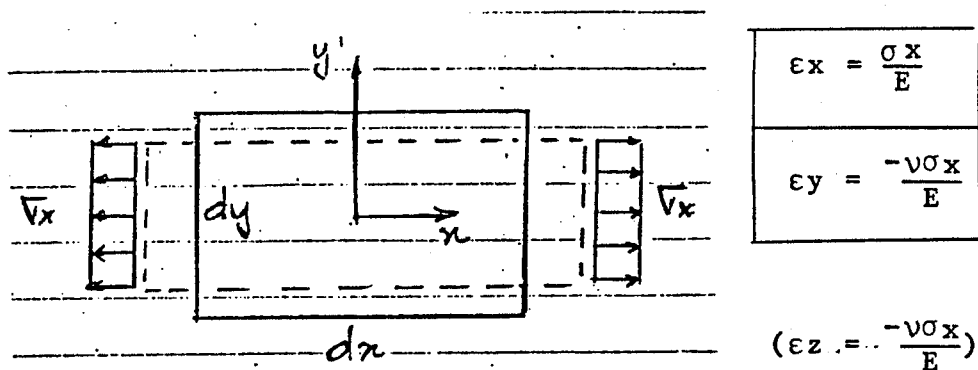 y'
σx
dy
x
σx
dx
εx = σx/E
εy = -νσx/E
(εz = -νσx/E)